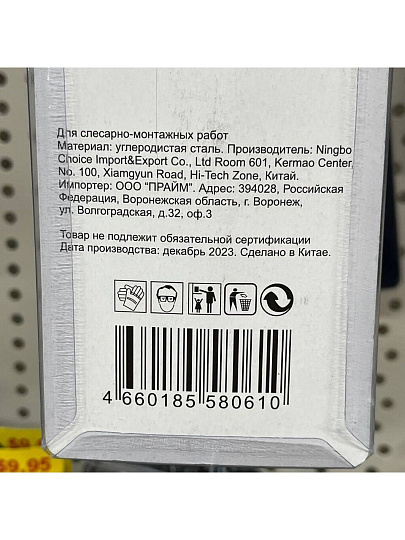 Для слесарно-монтажных работ
Материал: углеродистая сталь. Производитель: Ningbo
Choice Import&Export Co., Ltd Room 601, Kermao Center,
No. 100, Xiamgyun Road, Hi-Tech Zone, Китай.
Импортер: ООО "ПРАЙМ". Адрес: 394028, Российская
Федерация, Воронежская область, г. Воронеж,
ул. Волгоградская, д.32, оф.3
Товар не подлежит обязательной сертификации
Дата производства: декабрь 2023. Сделано в Китае.
4 660185 580610
59.95